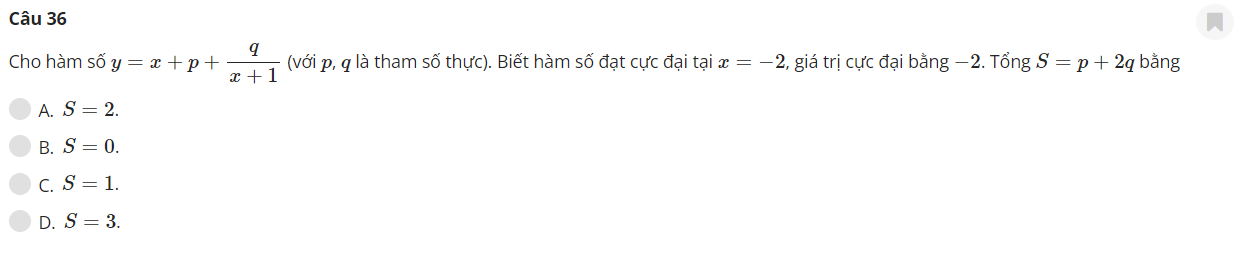 Câu 36
Cho hàm số y = x + p + q/(x + 1) (với p, q là tham số thực). Biết hàm số đạt cực đại tại x = −2, giá trị cực đại bằng −2. Tổng S = p + 2q bằng
A. S = 2.
B. S = 0.
C. S = 1.
D. S = 3.